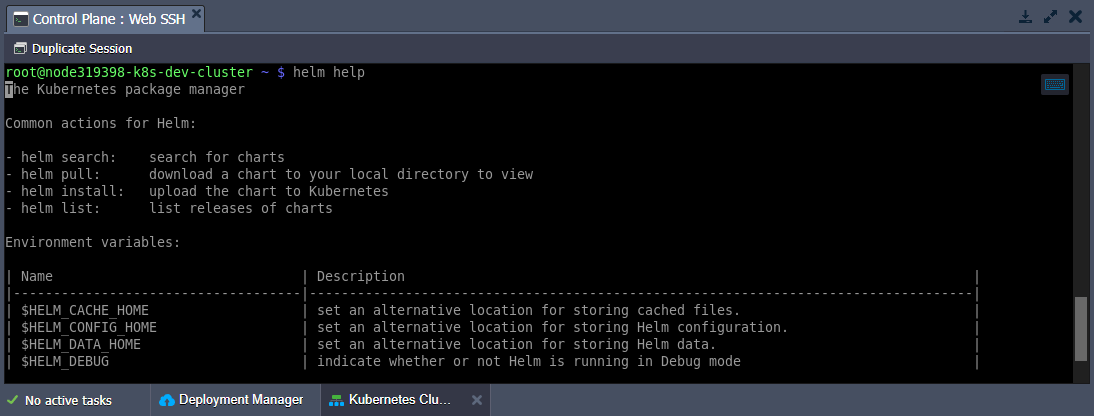 Control Plane : Web SSH
Duplicate Session
root@node319398-k8s-dev-cluster ~ $ helm help
The Kubernetes package manager
Common actions for Helm:
- helm search:    search for charts
- helm pull:      download a chart to your local directory to view
- helm install:   upload the chart to Kubernetes
- helm list:      list releases of charts
Environment variables:
| Name                               | Description                                                                       |
|------------------------------------|-----------------------------------------------------------------------------------|
| $HELM_CACHE_HOME                   | set an alternative location for storing cached files.                             |
| $HELM_CONFIG_HOME                  | set an alternative location for storing Helm configuration.                       |
| $HELM_DATA_HOME                    | set an alternative location for storing Helm data.                                |
| $HELM_DEBUG                        | indicate whether or not Helm is running in Debug mode                             |
No active tasks
Deployment Manager
Kubernetes Clu...